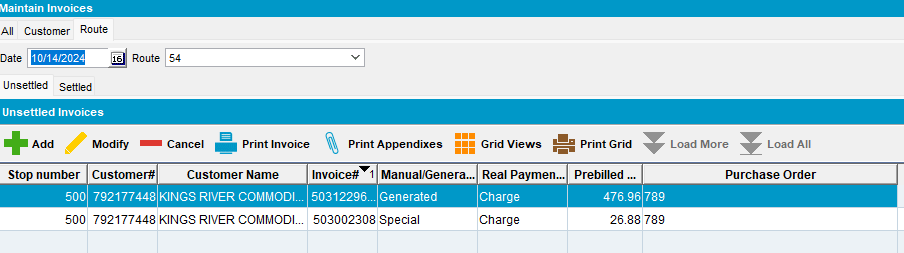 Maintain Invoices
All Customer Route
Date 10/14/2024 16 Route 54
Unsettled Settled
Unsettled Invoices
Add Modify Cancel Print Invoice Print Appendixes Grid Views Print Grid Load More Load All
Stop number Customer# Customer Name Invoice# 1 Manual/Genera... Real Paymen... Prebilled ... Purchase Order
500 792177448 KINGS RIVER COMMODI... 50312296... Generated Charge 476.96 789
500 792177448 KINGS RIVER COMMODI... 503002308 Special Charge 26.88 789